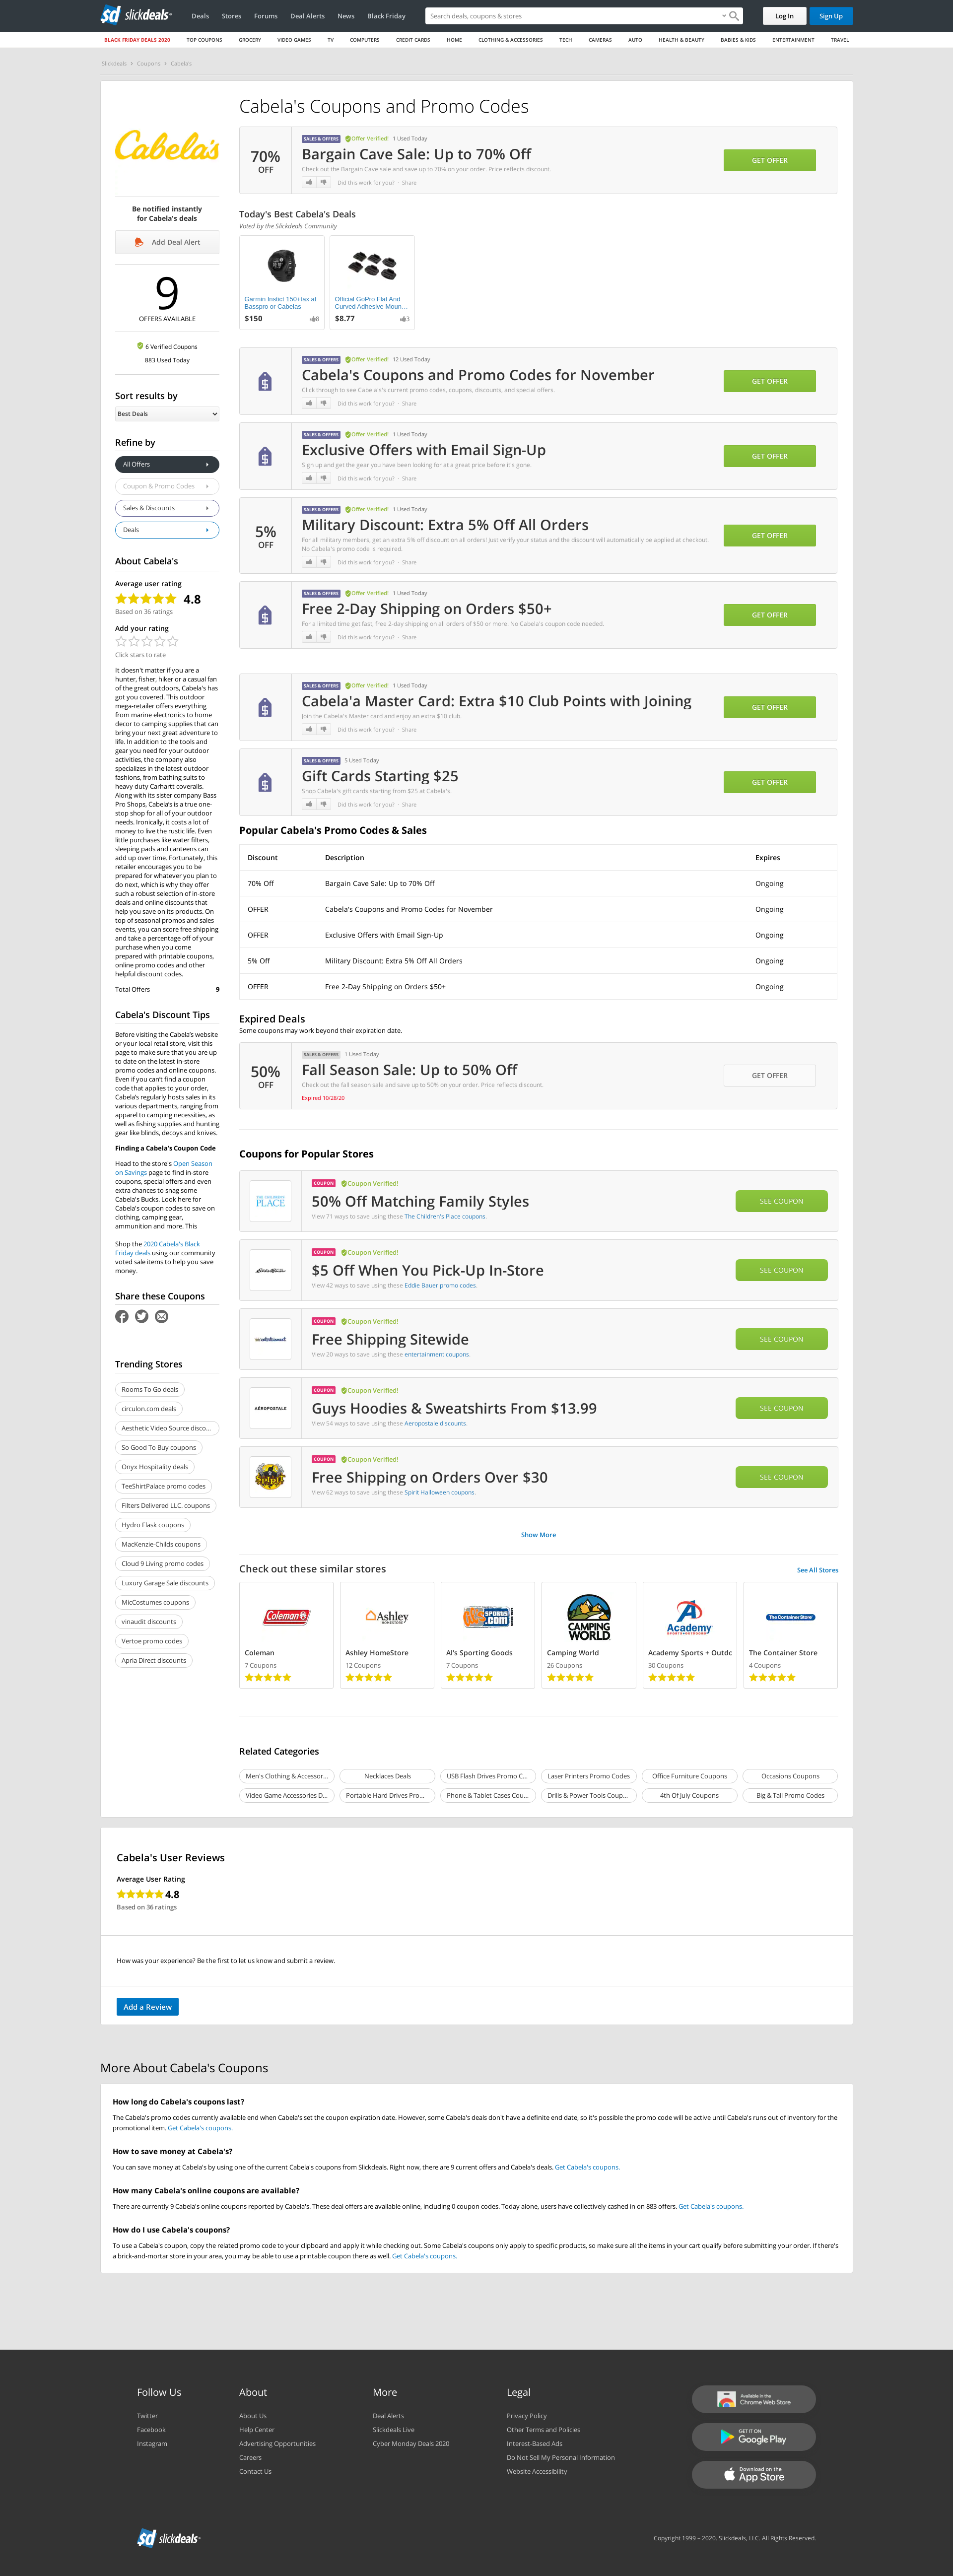 sd slickdeals
Deals Stores Forums Deal Alerts News Black Friday
Search deals, coupons & stores
Log In Sign Up
BLACK FRIDAY DEALS 2020 TOP COUPONS GROCERY VIDEO GAMES TV COMPUTERS CREDIT CARDS HOME CLOTHING & ACCESSORIES TECH CAMERAS AUTO HEALTH & BEAUTY BABIES & KIDS ENTERTAINMENT TRAVEL
Slickdeals > Coupons > Cabela's
Cabela's
Be notified instantly
for Cabela's deals
Add Deal Alert
9
OFFERS AVAILABLE
6 Verified Coupons
883 Used Today
Sort results by
Best Deals
Refine by
All Offers
Coupon & Promo Codes
Sales & Discounts
Deals
About Cabela's
Average user rating
4.8
Based on 36 ratings
Add your rating
Click stars to rate
It doesn't matter if you are a
hunter, fisher, hiker or a casual fan
of the great outdoors, Cabela's has
got you covered. This outdoor
mega-retailer offers everything
from marine electronics to home
decor to camping supplies that can
bring your next great adventure to
life. In addition to the tools and
gear you need for your outdoor
activities, the company also
specializes in the latest outdoor
fashions, from bathing suits to
heavy duty Carhartt coveralls.
Along with its sister company Bass
Pro Shops, Cabela's is a true one-
stop shop for all of your outdoor
needs. Ironically, it costs a lot of
money to live the rustic life. Even
little purchases like water filters,
sleeping pads and canteens can
add up over time. Fortunately, this
retailer encourages you to be
prepared for whatever you plan to
do next, which is why they offer
such a robust selection of in-store
deals and online discounts that
help you save on its products. On
top of seasonal promos and sales
events, you can score free shipping
and take a percentage off of your
purchase when you come
prepared with printable coupons,
online promo codes and other
helpful discount codes.
Total Offers 9
Cabela's Discount Tips
Before visiting the Cabela's website
or your local retail store, visit this
page to make sure that you are up
to date on the latest in-store
promo codes and online coupons.
Even if you can't find a coupon
code that applies to your order,
Cabela's regularly hosts sales in its
various departments, ranging from
apparel to camping necessities, as
well as fishing supplies and hunting
gear like blinds, decoys and knives.
Finding a Cabela's Coupon Code
Head to the store's Open Season
on Savings page to find in-store
coupons, special offers and even
extra chances to snag some
Cabela's Bucks. Look here for
Cabela's coupon codes to save on
clothing, camping gear,
ammunition and more. This
Shop the 2020 Cabela's Black
Friday deals using our community
voted sale items to help you save
money.
Share these Coupons
Trending Stores
Rooms To Go deals
circulon.com deals
Aesthetic Video Source disco...
So Good To Buy coupons
Onyx Hospitality deals
TeeShirtPalace promo codes
Filters Delivered LLC. coupons
Hydro Flask coupons
MacKenzie-Childs coupons
Cloud 9 Living promo codes
Luxury Garage Sale discounts
MicCostumes coupons
vinaudit discounts
Vertoe promo codes
Apria Direct discounts
Cabela's Coupons and Promo Codes
70%
OFF
SALES & OFFERS Offer Verified! 1 Used Today
Bargain Cave Sale: Up to 70% Off
Check out the Bargain Cave sale and save up to 70% on your order. Price reflects discount.
Did this work for you? · Share
GET OFFER
Today's Best Cabela's Deals
Voted by the Slickdeals Community
Garmin Instict 150+tax at
Basspro or Cabelas
$150 8
Official GoPro Flat And
Curved Adhesive Moun...
$8.77 3
SALES & OFFERS Offer Verified! 12 Used Today
Cabela's Coupons and Promo Codes for November
Click through to see Cabela's's current promo codes, coupons, discounts, and special offers.
Did this work for you? · Share
GET OFFER
SALES & OFFERS Offer Verified! 1 Used Today
Exclusive Offers with Email Sign-Up
Sign up and get the gear you have been looking for at a great price before it's gone.
Did this work for you? · Share
GET OFFER
5%
OFF
SALES & OFFERS Offer Verified! 1 Used Today
Military Discount: Extra 5% Off All Orders
For all military members, get an extra 5% off discount on all orders! Just verify your status and the discount will automatically be applied at checkout.
No Cabela's promo code is required.
Did this work for you? · Share
GET OFFER
SALES & OFFERS Offer Verified! 1 Used Today
Free 2-Day Shipping on Orders $50+
For a limited time get fast, free 2-day shipping on all orders of $50 or more. No Cabela's coupon code needed.
Did this work for you? · Share
GET OFFER
SALES & OFFERS Offer Verified! 1 Used Today
Cabela'a Master Card: Extra $10 Club Points with Joining
Join the Cabela's Master card and enjoy an extra $10 club.
Did this work for you? · Share
GET OFFER
SALES & OFFERS 5 Used Today
Gift Cards Starting $25
Shop Cabela's gift cards starting from $25 at Cabela's.
Did this work for you? · Share
GET OFFER
Popular Cabela's Promo Codes & Sales
Discount Description Expires
70% Off Bargain Cave Sale: Up to 70% Off Ongoing
OFFER Cabela's Coupons and Promo Codes for November Ongoing
OFFER Exclusive Offers with Email Sign-Up Ongoing
5% Off Military Discount: Extra 5% Off All Orders Ongoing
OFFER Free 2-Day Shipping on Orders $50+ Ongoing
Expired Deals
Some coupons may work beyond their expiration date.
50%
OFF
SALES & OFFERS 1 Used Today
Fall Season Sale: Up to 50% Off
Check out the fall season sale and save up to 50% on your order. Price reflects discount.
Expired 10/28/20
GET OFFER
Coupons for Popular Stores
THE CHILDREN'S
PLACE
COUPON Coupon Verified!
50% Off Matching Family Styles
View 71 ways to save using these The Children's Place coupons.
SEE COUPON
Eddie Bauer
COUPON Coupon Verified!
$5 Off When You Pick-Up In-Store
View 42 ways to save using these Eddie Bauer promo codes.
SEE COUPON
entertainment
COUPON Coupon Verified!
Free Shipping Sitewide
View 20 ways to save using these entertainment coupons.
SEE COUPON
AÉROPOSTALE
COUPON Coupon Verified!
Guys Hoodies & Sweatshirts From $13.99
View 54 ways to save using these Aeropostale discounts.
SEE COUPON
Spirit
COUPON Coupon Verified!
Free Shipping on Orders Over $30
View 62 ways to save using these Spirit Halloween coupons.
SEE COUPON
Show More
Check out these similar stores
See All Stores
Coleman
Coleman
7 Coupons
Ashley
HOMESTORE
Ashley HomeStore
12 Coupons
SPORTS
.COM
Al's Sporting Goods
7 Coupons
CAMPING
WORLD
Camping World
26 Coupons
Academy
SPORTS+OUTDOORS
Academy Sports + Outdc
30 Coupons
The Container Store
The Container Store
4 Coupons
Related Categories
Men's Clothing & Accessor... Necklaces Deals USB Flash Drives Promo C... Laser Printers Promo Codes Office Furniture Coupons Occasions Coupons
Video Game Accessories D... Portable Hard Drives Pro... Phone & Tablet Cases Cou... Drills & Power Tools Coup... 4th Of July Coupons Big & Tall Promo Codes
Cabela's User Reviews
Average User Rating
4.8
Based on 36 ratings
How was your experience? Be the first to let us know and submit a review.
Add a Review
More About Cabela's Coupons
How long do Cabela's coupons last?
The Cabela's promo codes currently available end when Cabela's set the coupon expiration date. However, some Cabela's deals don't have a definite end date, so it's possible the promo code will be active until Cabela's runs out of inventory for the
promotional item. Get Cabela's coupons.
How to save money at Cabela's?
You can save money at Cabela's by using one of the current Cabela's coupons from Slickdeals. Right now, there are 9 current offers and Cabela's deals. Get Cabela's coupons.
How many Cabela's online coupons are available?
There are currently 9 Cabela's online coupons reported by Cabela's. These deal offers are available online, including 0 coupon codes. Today alone, users have collectively cashed in on 883 offers. Get Cabela's coupons.
How do I use Cabela's coupons?
To use a Cabela's coupon, copy the related promo code to your clipboard and apply it while checking out. Some Cabela's coupons only apply to specific products, so make sure all the items in your cart qualify before submitting your order. If there's
a brick-and-mortar store in your area, you may be able to use a printable coupon there as well. Get Cabela's coupons.
Follow Us
Twitter
Facebook
Instagram
About
About Us
Help Center
Advertising Opportunities
Careers
Contact Us
More
Deal Alerts
Slickdeals Live
Cyber Monday Deals 2020
Legal
Privacy Policy
Other Terms and Policies
Interest-Based Ads
Do Not Sell My Personal Information
Website Accessibility
Available in the
Chrome Web Store
GET IT ON
Google Play
Download on the
App Store
sd slickdeals
Copyright 1999 – 2020. Slickdeals, LLC. All Rights Reserved.